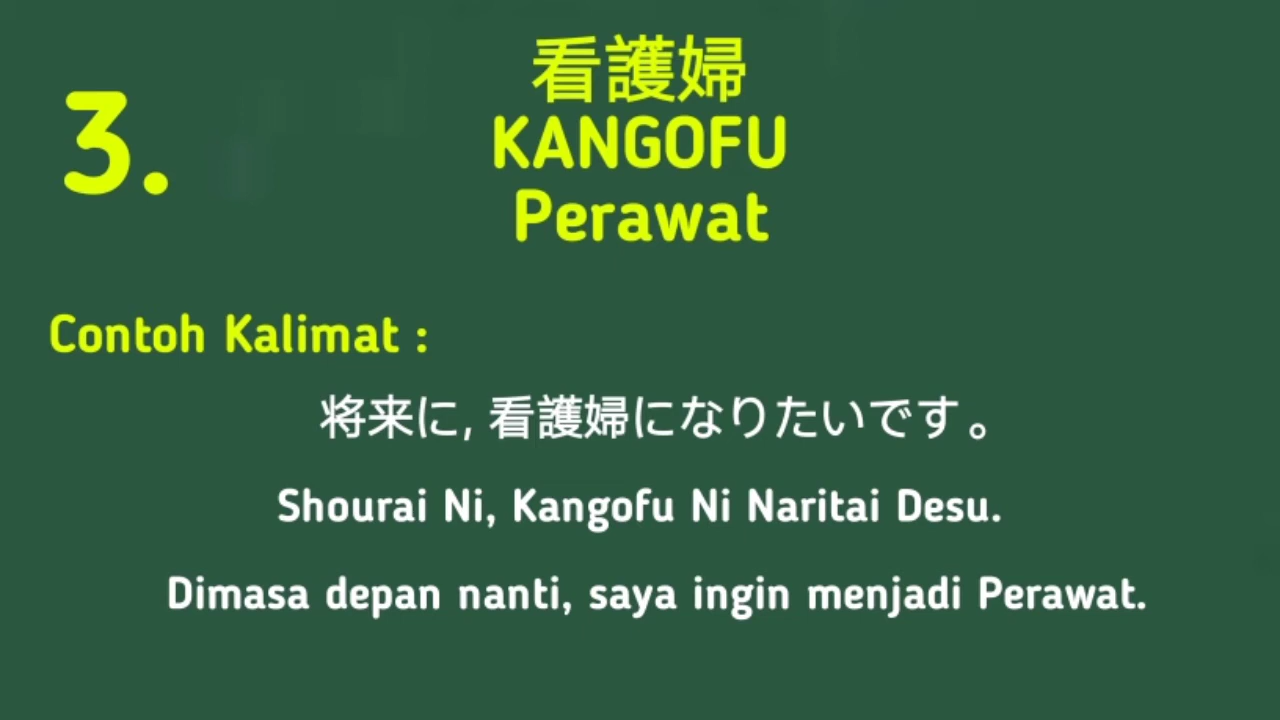 3.
看護婦
KANGOFU
Perawat
Contoh Kalimat :
将来に, 看護婦になりたいです。
Shourai Ni, Kangofu Ni Naritai Desu.
Dimasa depan nanti, saya ingin menjadi Perawat.